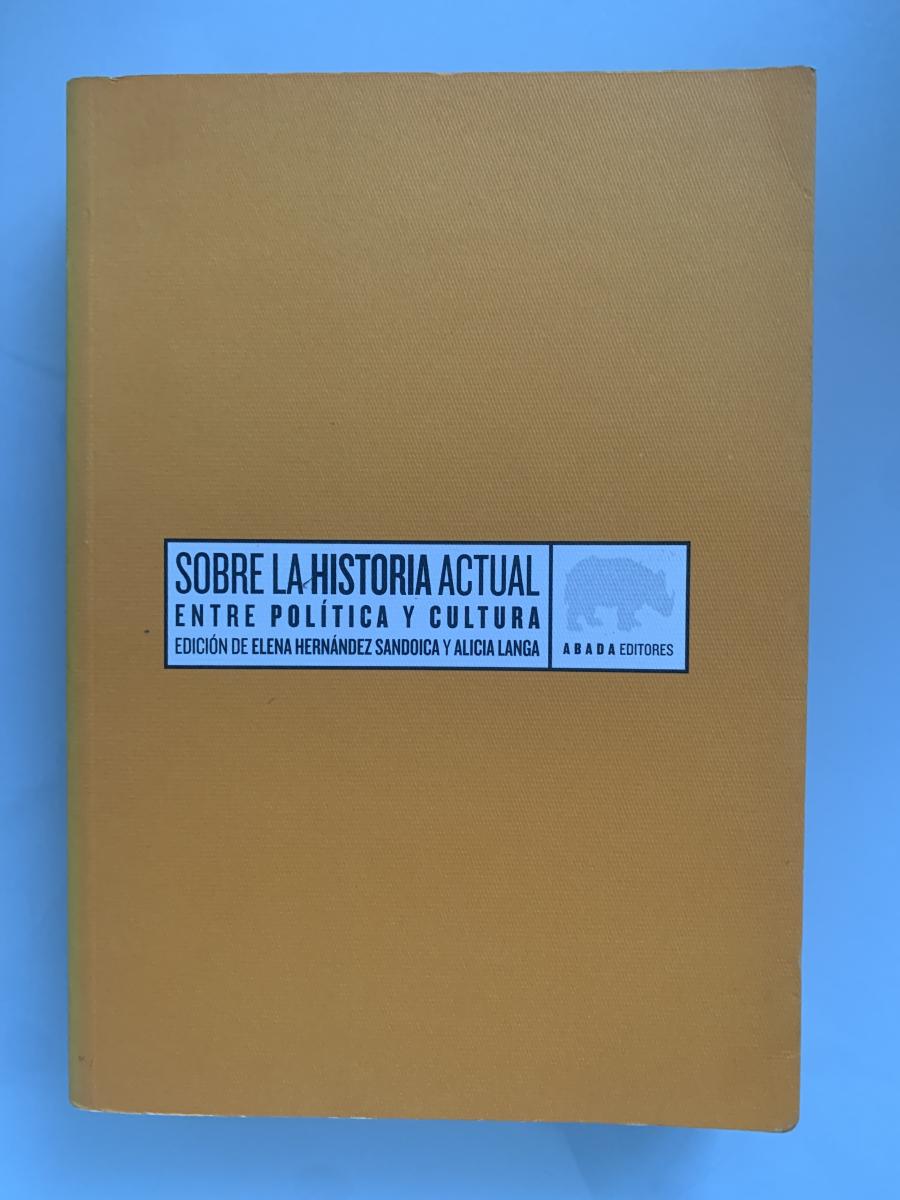 SOBRE LA HISTORIA ACTUAL
ENTRE POLÍTICA Y CULTURA
EDICIÓN DE ELENA HERNÁNDEZ SANDOICA Y ALICIA LANGA
ABADA EDITORES